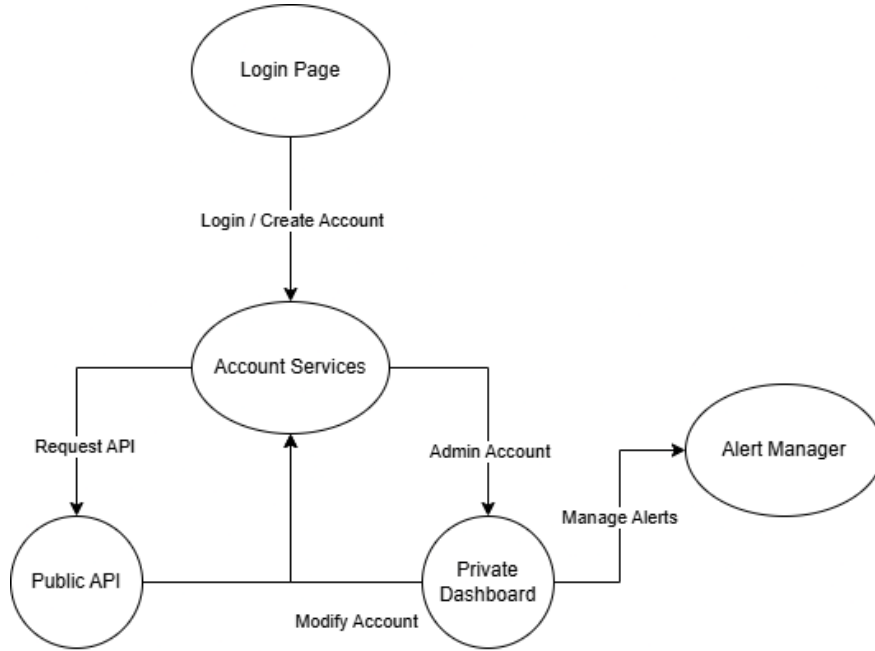 Login Page
Login / Create Account
Account Services
Request API
Admin Account
Alert Manager
Manage Alerts
Public API
Private
Dashboard
Modify Account